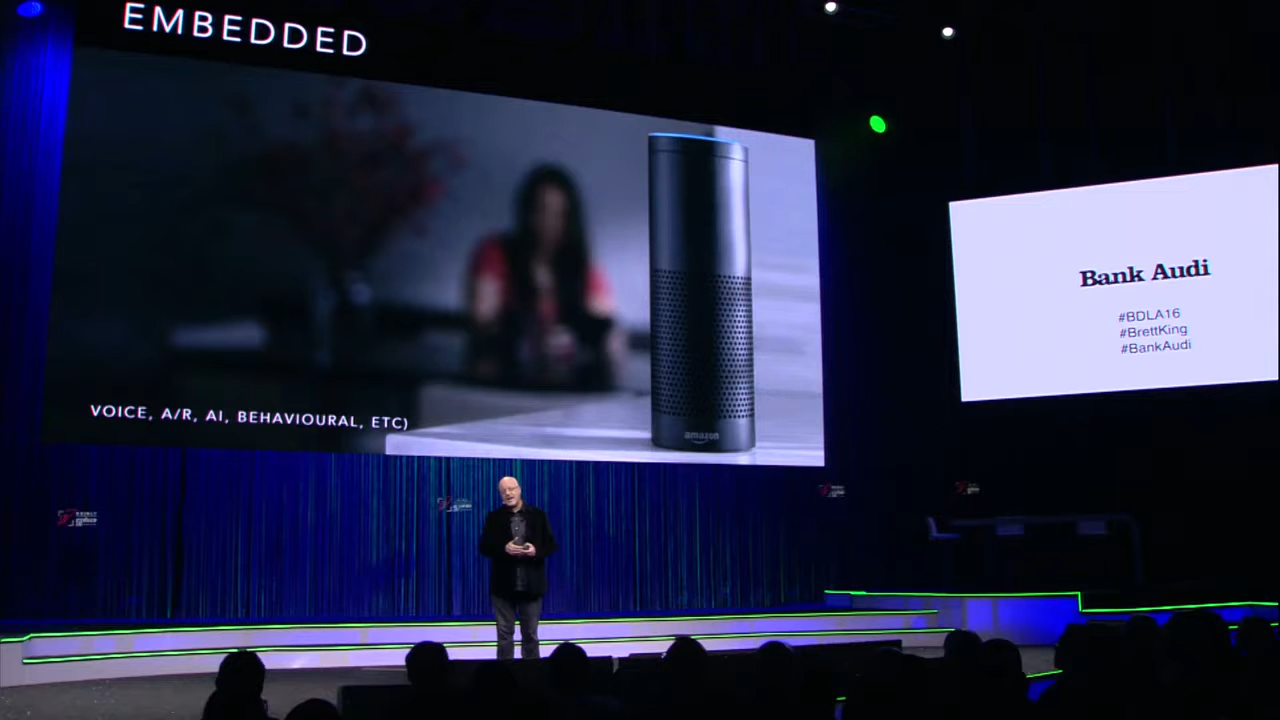 EMBEDDED
VOICE, A/R, AI, BEHAVIOURAL, ETC)
amazon
Bank Audi
#BDLA16
#BrettKing
#BankAudi